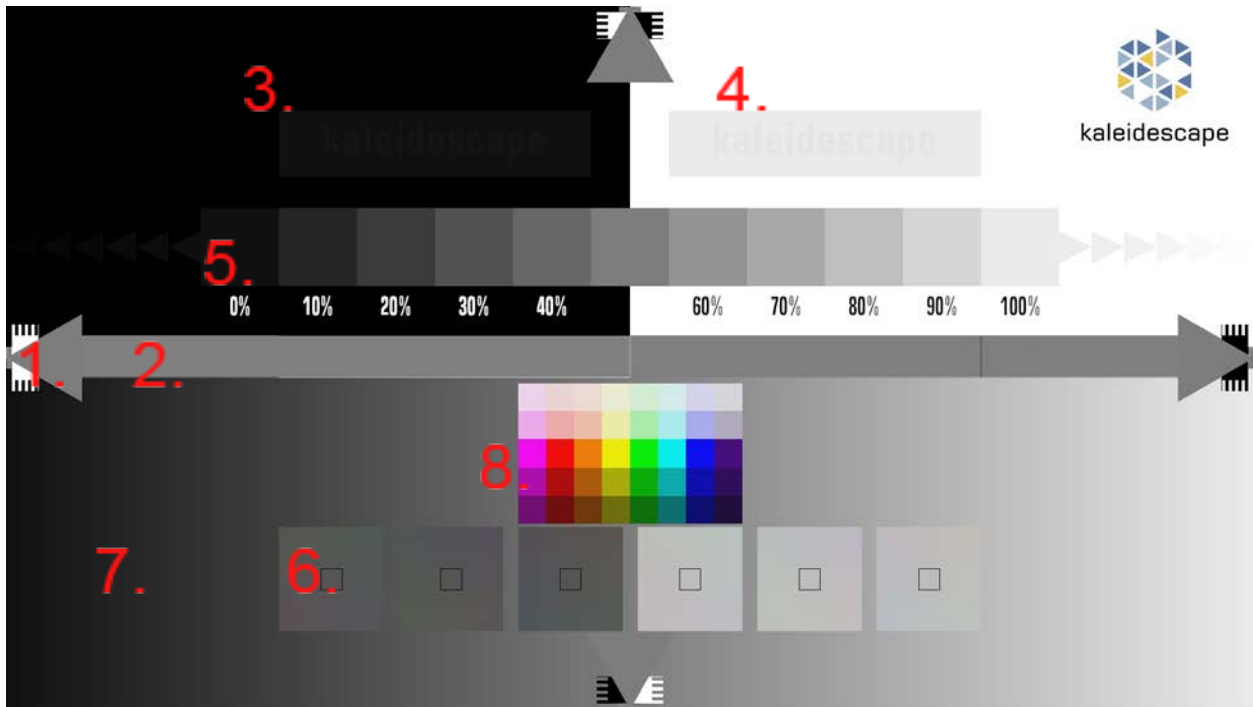 3.
4.
kaleidescape
kaleidescape
kaleidescape
5.
0% 10% 20% 30% 40% 60% 70% 80% 90% 100%
1. 2.
8.
7. 6.